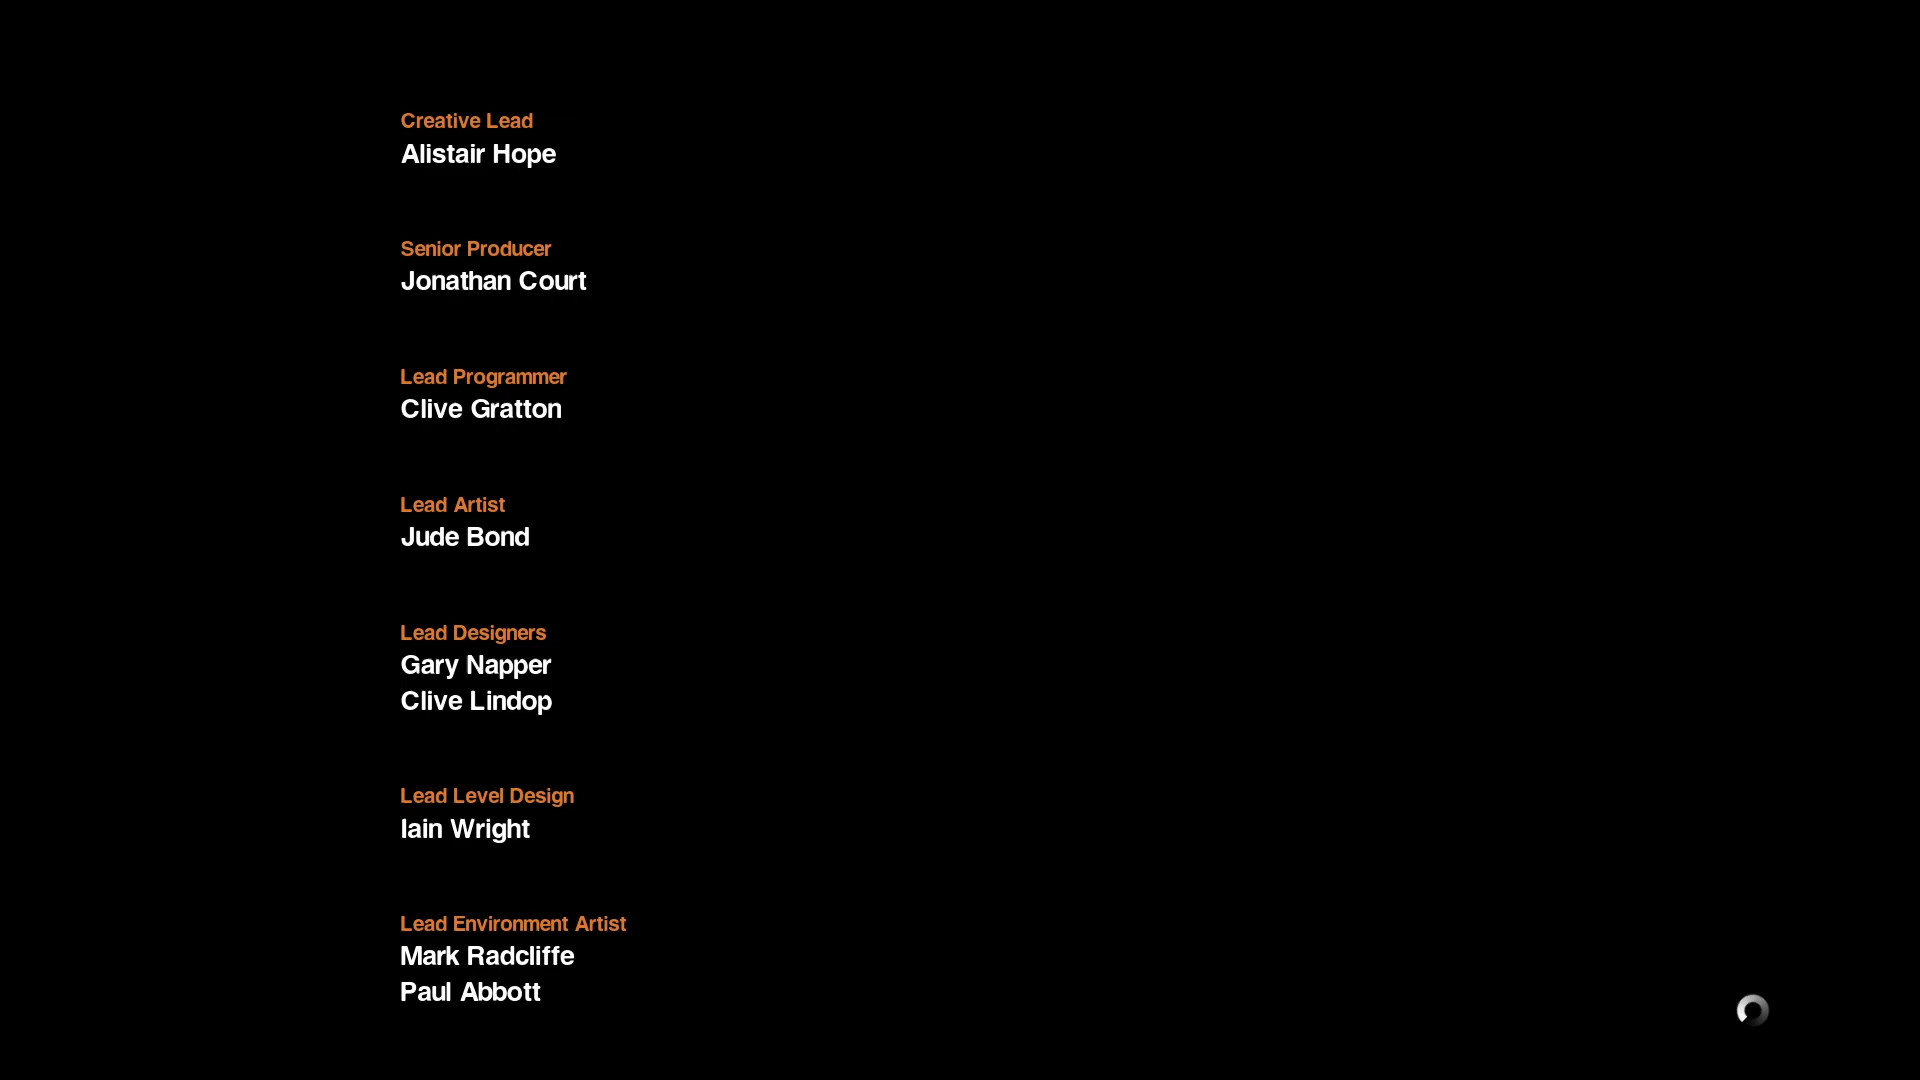 Creative Lead
Alistair Hope
Senior Producer
Jonathan Court
Lead Programmer
Clive Gratton
Lead Artist
Jude Bond
Lead Designers
Gary Napper
Clive Lindop
Lead Level Design
Iain Wright
Lead Environment Artist
Mark Radcliffe
Paul Abbott